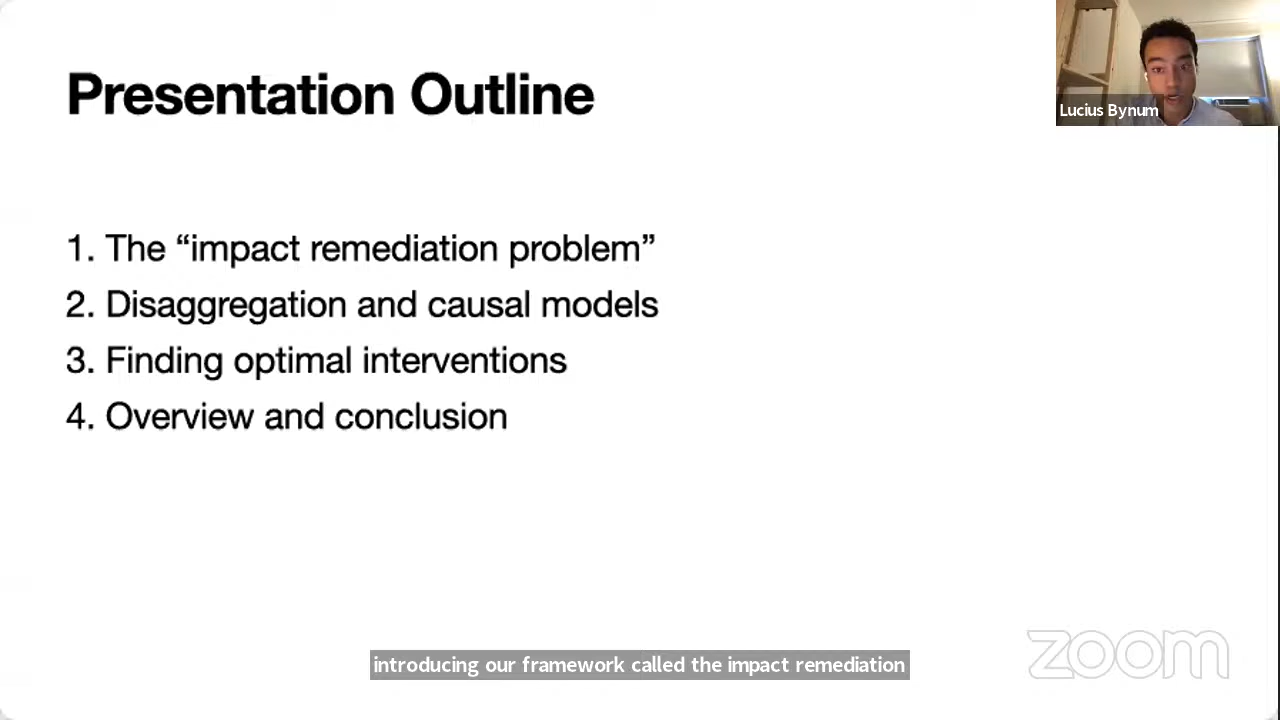 Presentation Outline
Lucius Bynum
1. The “impact remediation problem”
2. Disaggregation and causal models
3. Finding optimal interventions
4. Overview and conclusion
introducing our framework called the impact remediation
zoom